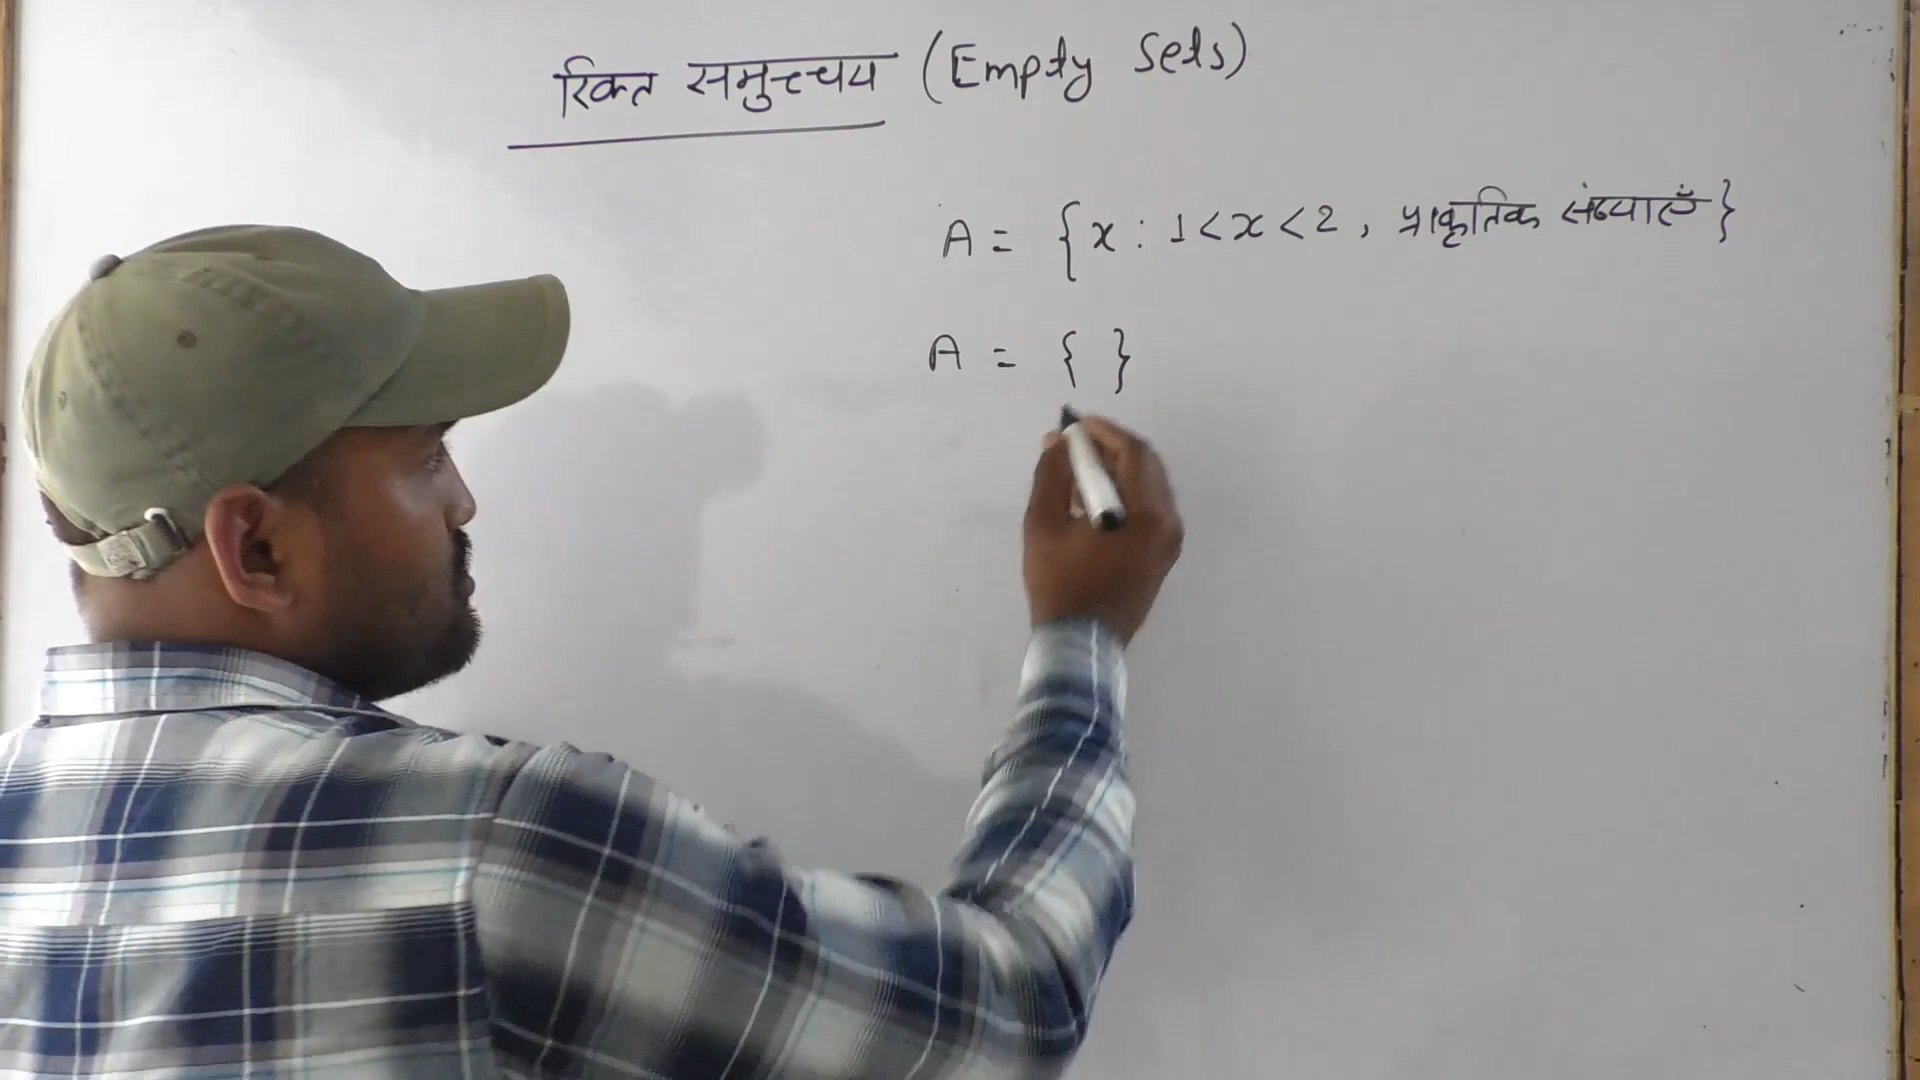 रिक्त समुच्चय (Empty Sets)
A = {x : 1<x<2, प्राकृतिक संख्याएँ}
A = { }